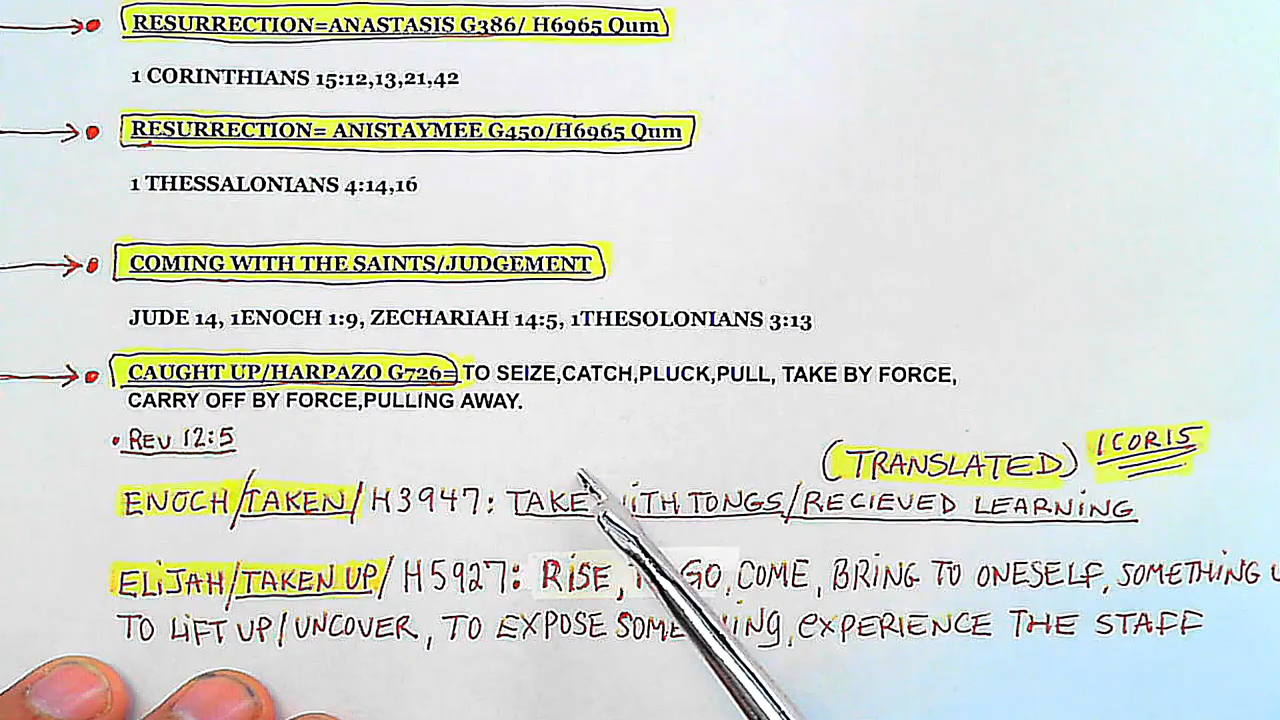 RESURRECTION=ANASTASIS G386/ H6965 Qum
1 CORINTHIANS 15:12,13,21,42
RESURRECTION= ANISTAYMEE G450/H6965 Qum
1 THESSALONIANS 4:14,16
COMING WITH THE SAINTS/JUDGEMENT
JUDE 14, 1ENOCH 1:9, ZECHARIAH 14:5, 1THESOLONIANS 3:13
CAUGHT UP/HARPAZO G726= TO SEIZE,CATCH,PLUCK,PULL, TAKE BY FORCE,
CARRY OFF BY FORCE,PULLING AWAY.
• REV 12:5
(TRANSLATED) 1COR15
ENOCH/TAKEN/H3947: TAKE ITH TONGS/RECIEVED LEARNING
ELIJAH/TAKEN UP/H5927: RISE, GO, COME, BRING TO ONESELF, SOMETHING
TO LIFT UP/UNCOVER, TO EXPOSE SOME ING, EXPERIENCE THE STAFF